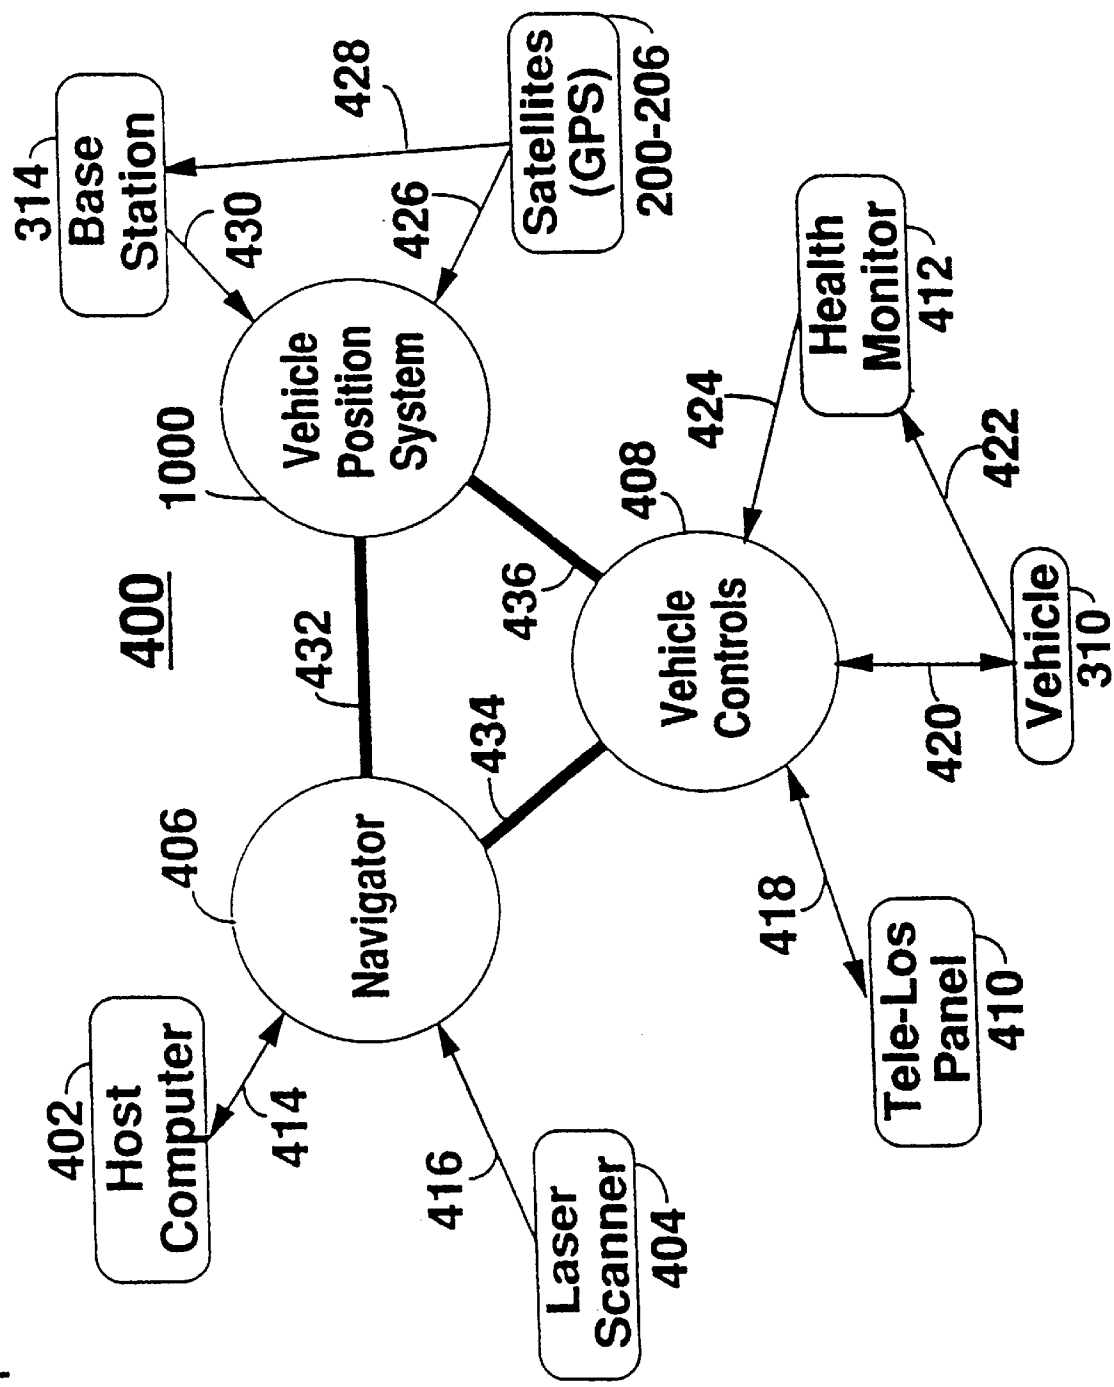 400
402
Host
Computer
414
406
Navigator
432
1000
Vehicle
Position
System
314
Base
Station
430
428
426
Satellites
(GPS)
200-206
416
Laser
Scanner
404
434
436
408
Vehicle
Controls
424
Health
Monitor
412
418
Tele-Los
Panel
410
420
422
Vehicle
310